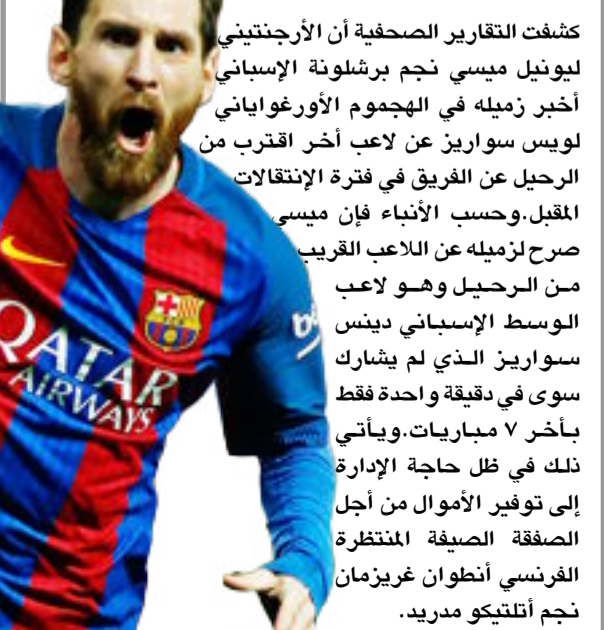 كشفت التقارير الصحفية أن الأرجنتيني
ليونيل ميسي نجم برشلونة الإسباني
أخبر زميله في الهجموم الأورغواياني
لويس سواريز عن لاعب أخر اقترب من
الرحيل عن الفريق في فترة الإنتقالات
المقبل.وحسب الأنباء فإن ميسي
صرح لزميله عن اللاعب القريب
من الرحيل وهو لاعب
الوسط الإسباني دينس
سواريز الذي لم يشارك
سوى في دقيقة واحدة فقط
بأخر ٧ مباريات.ويأتي
ذلك في ظل حاجة الإدارة
إلى توفير الأموال من أجل
الصفقة الصيفة المنتظرة
الفرنسي أنطوان غريزمان
نجم أتلتيكو مدريد.
QATAR
AIRWAYS